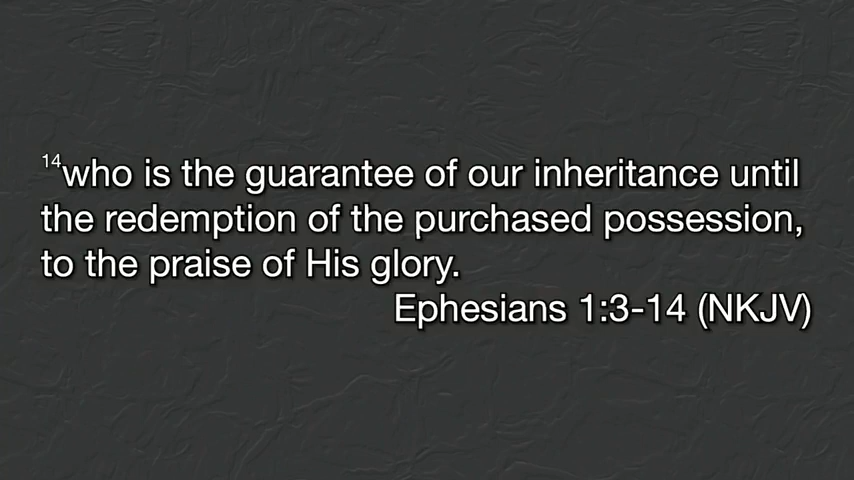 14who is the guarantee of our inheritance until
the redemption of the purchased possession,
to the praise of His glory.
Ephesians 1:3-14 (NKJV)